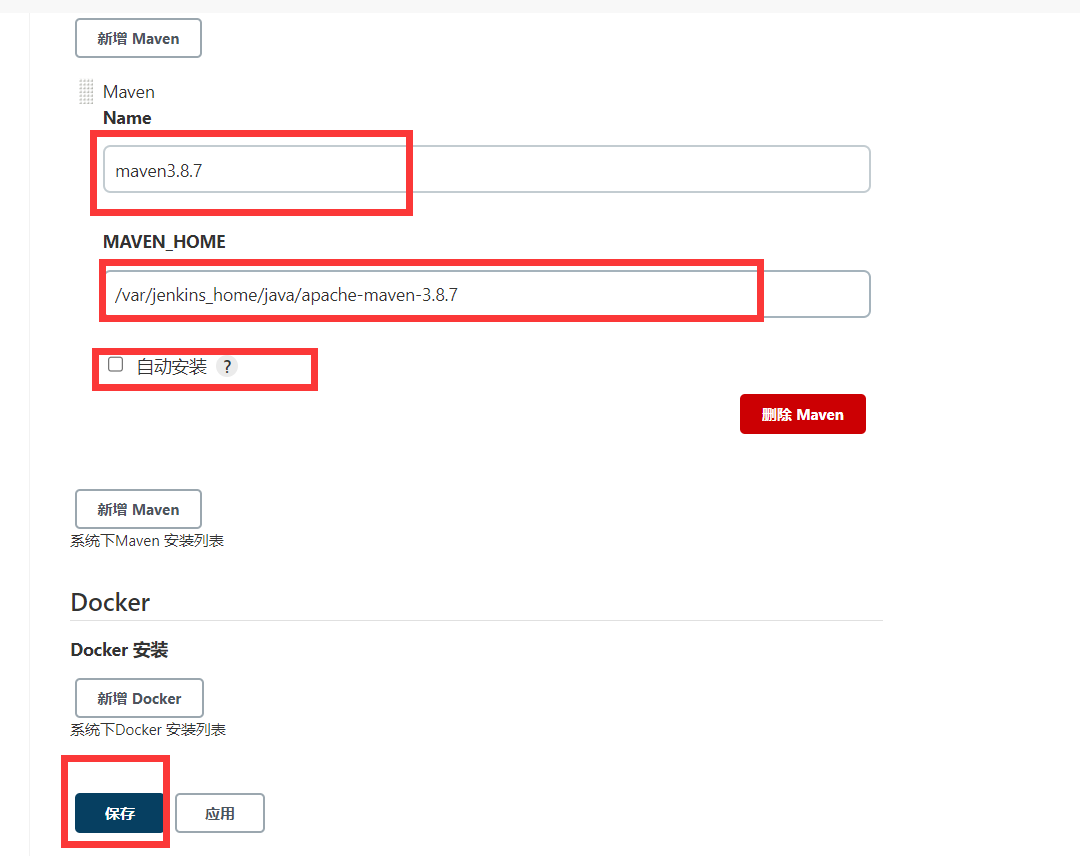 新增 Maven
Maven
Name
maven3.8.7
MAVEN_HOME
/var/jenkins_home/java/apache-maven-3.8.7
自动安装 ?
删除 Maven
新增 Maven
系统下Maven 安装列表
Docker
Docker 安装
新增 Docker
系统下Docker 安装列表
保存 应用